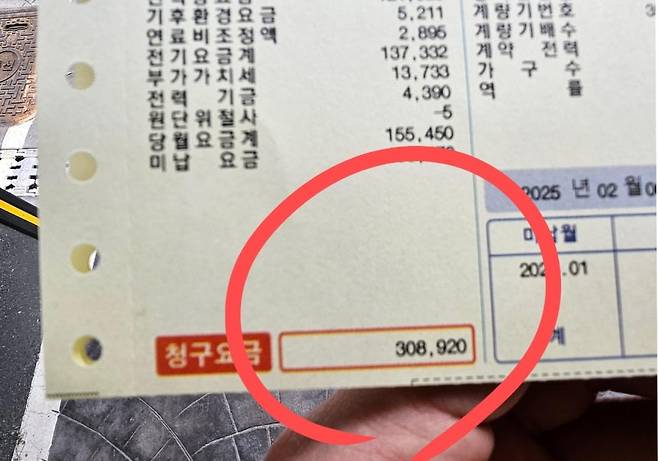 기후환경요금 5,211
연료비조정액 2,895
전기요금계 137,332
부가가치세 13,733
전력기금 4,390
원단위절사 -5
당월요금계 155,450
미납요금
청구요금 308,920
계량기번호 3
계량기배수
계약전력
가구수
역률
2025 년 02 월
미납월
.01
계